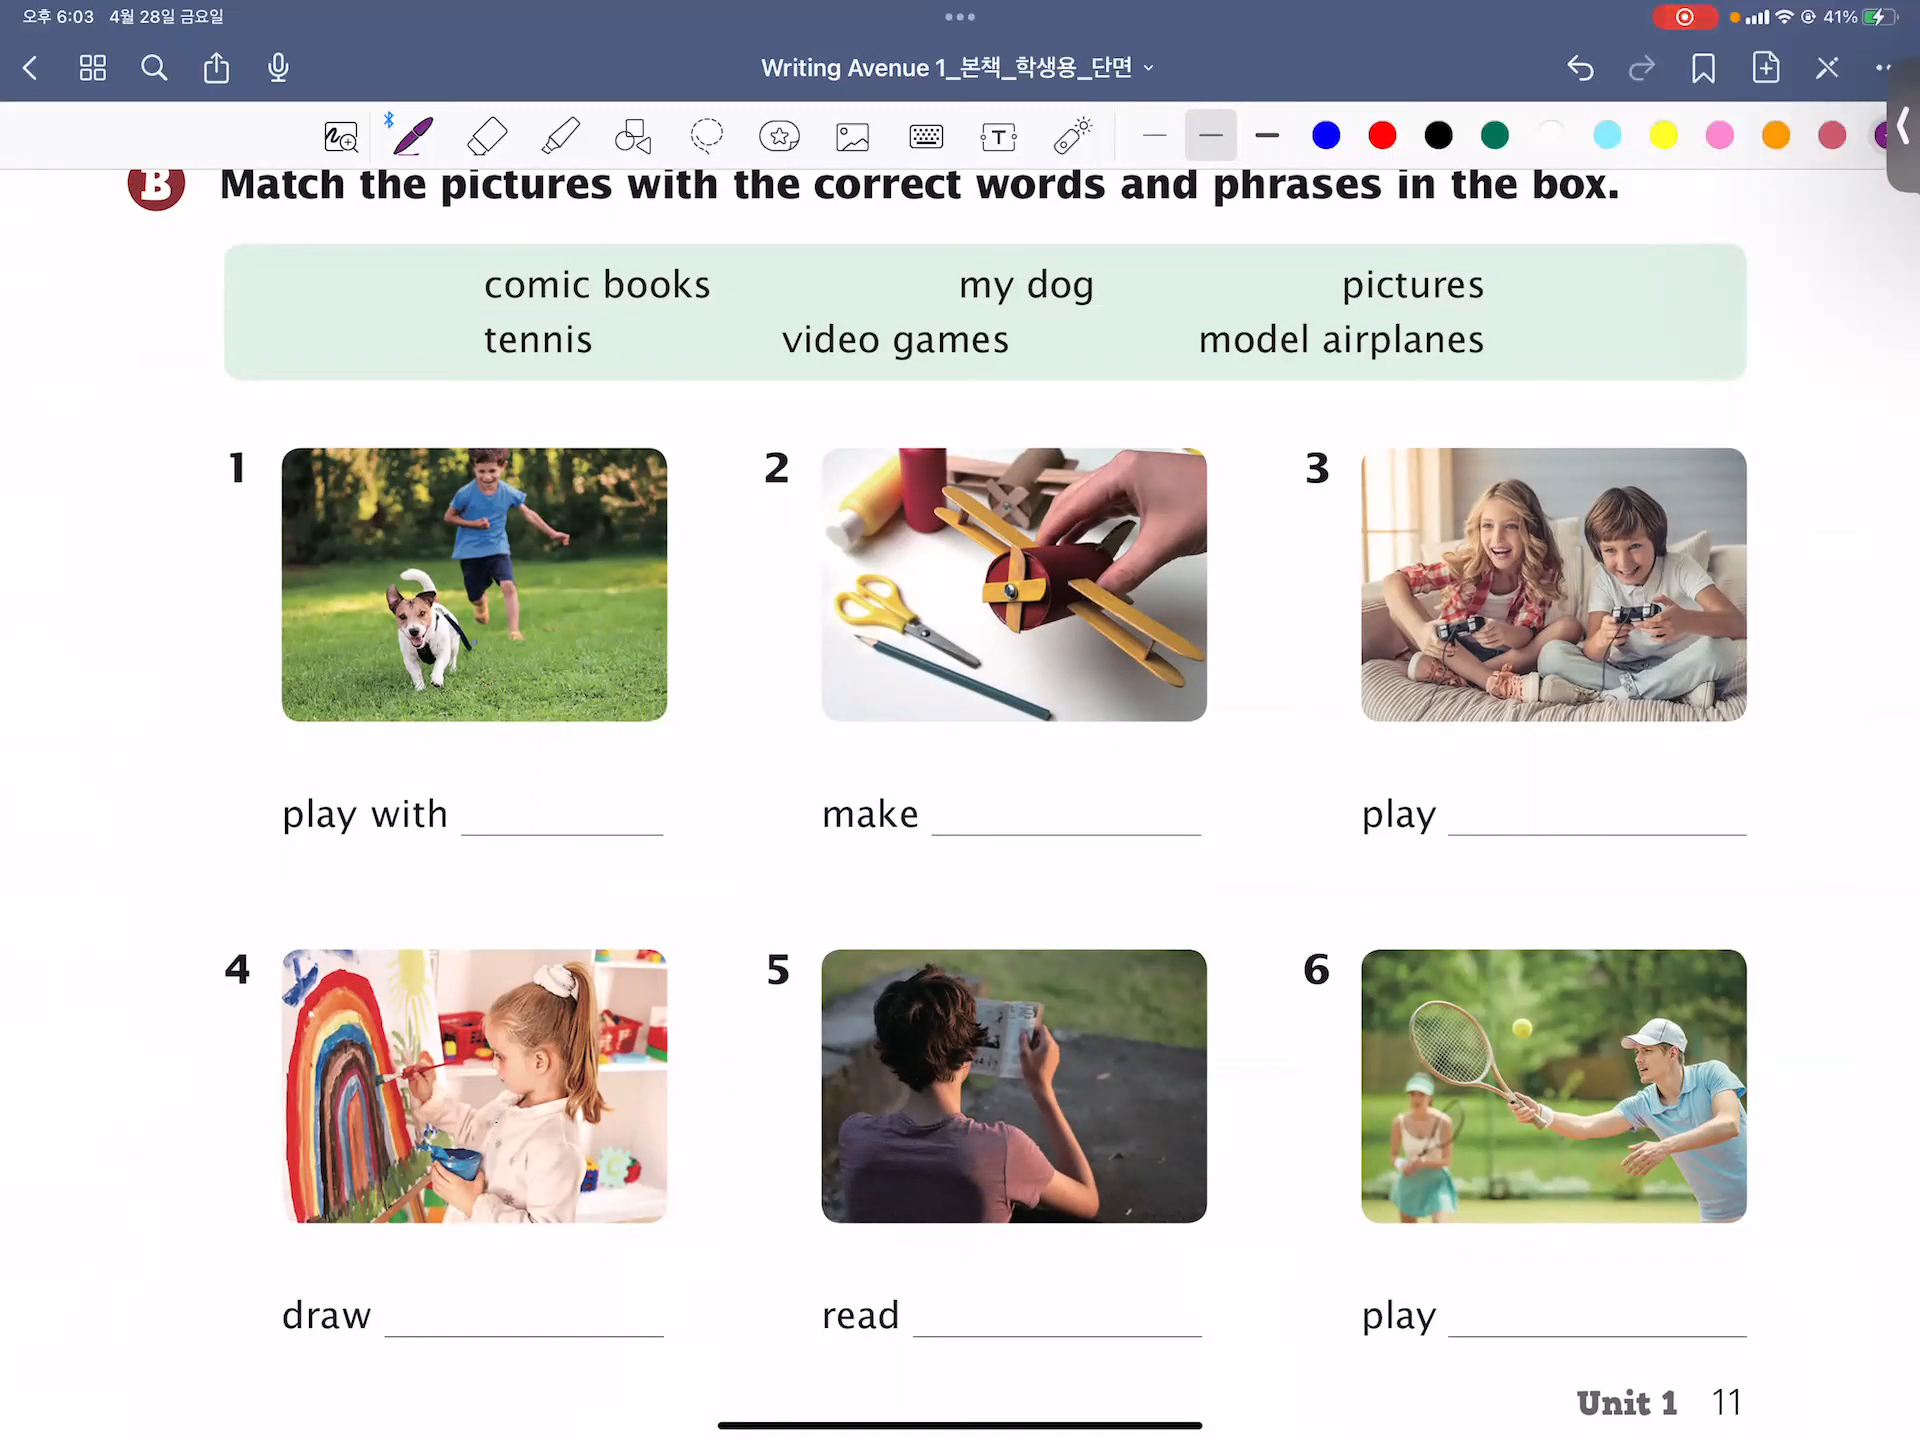 오후 6:03 4월 28일 금요일
41%
Writing Avenue 1_본책_학생용_단면
B Match the pictures with the correct words and phrases in the box.
comic books my dog pictures
tennis video games model airplanes
1 2 3
play with make play
4 5 6
draw read play
Unit 1 11